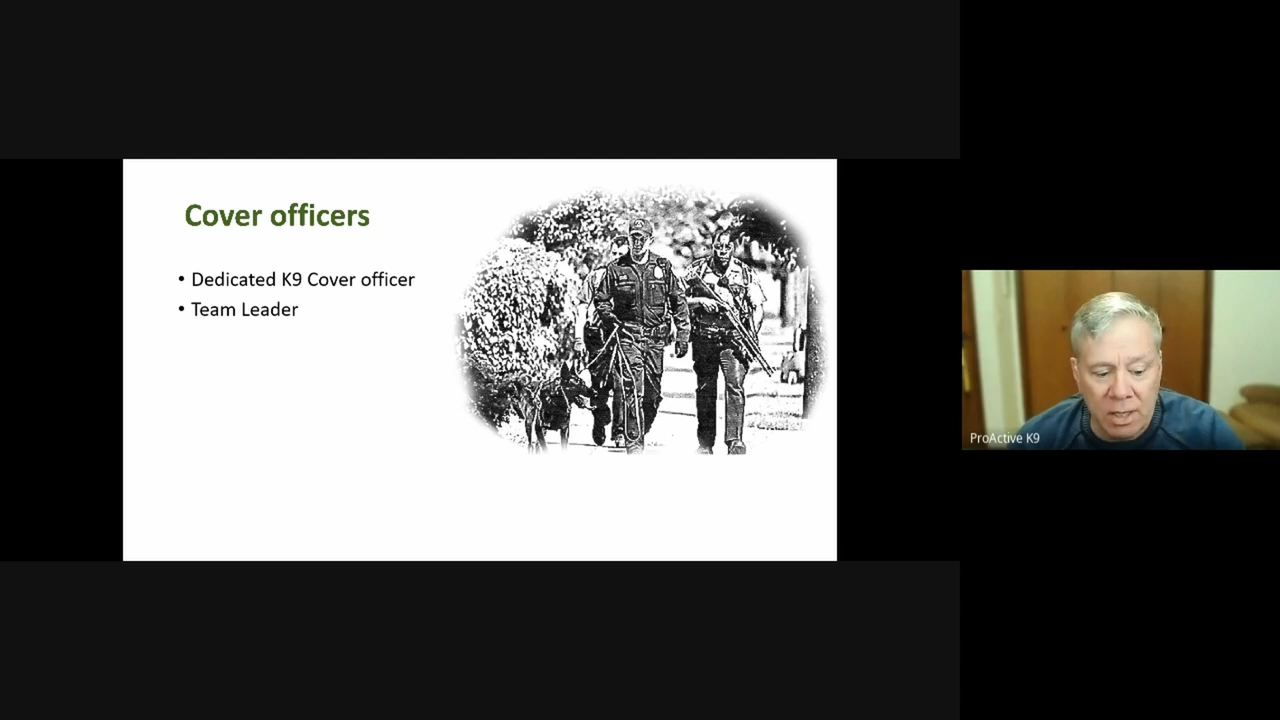 Cover officers
• Dedicated K9 Cover officer
• Team Leader
ProActive K9